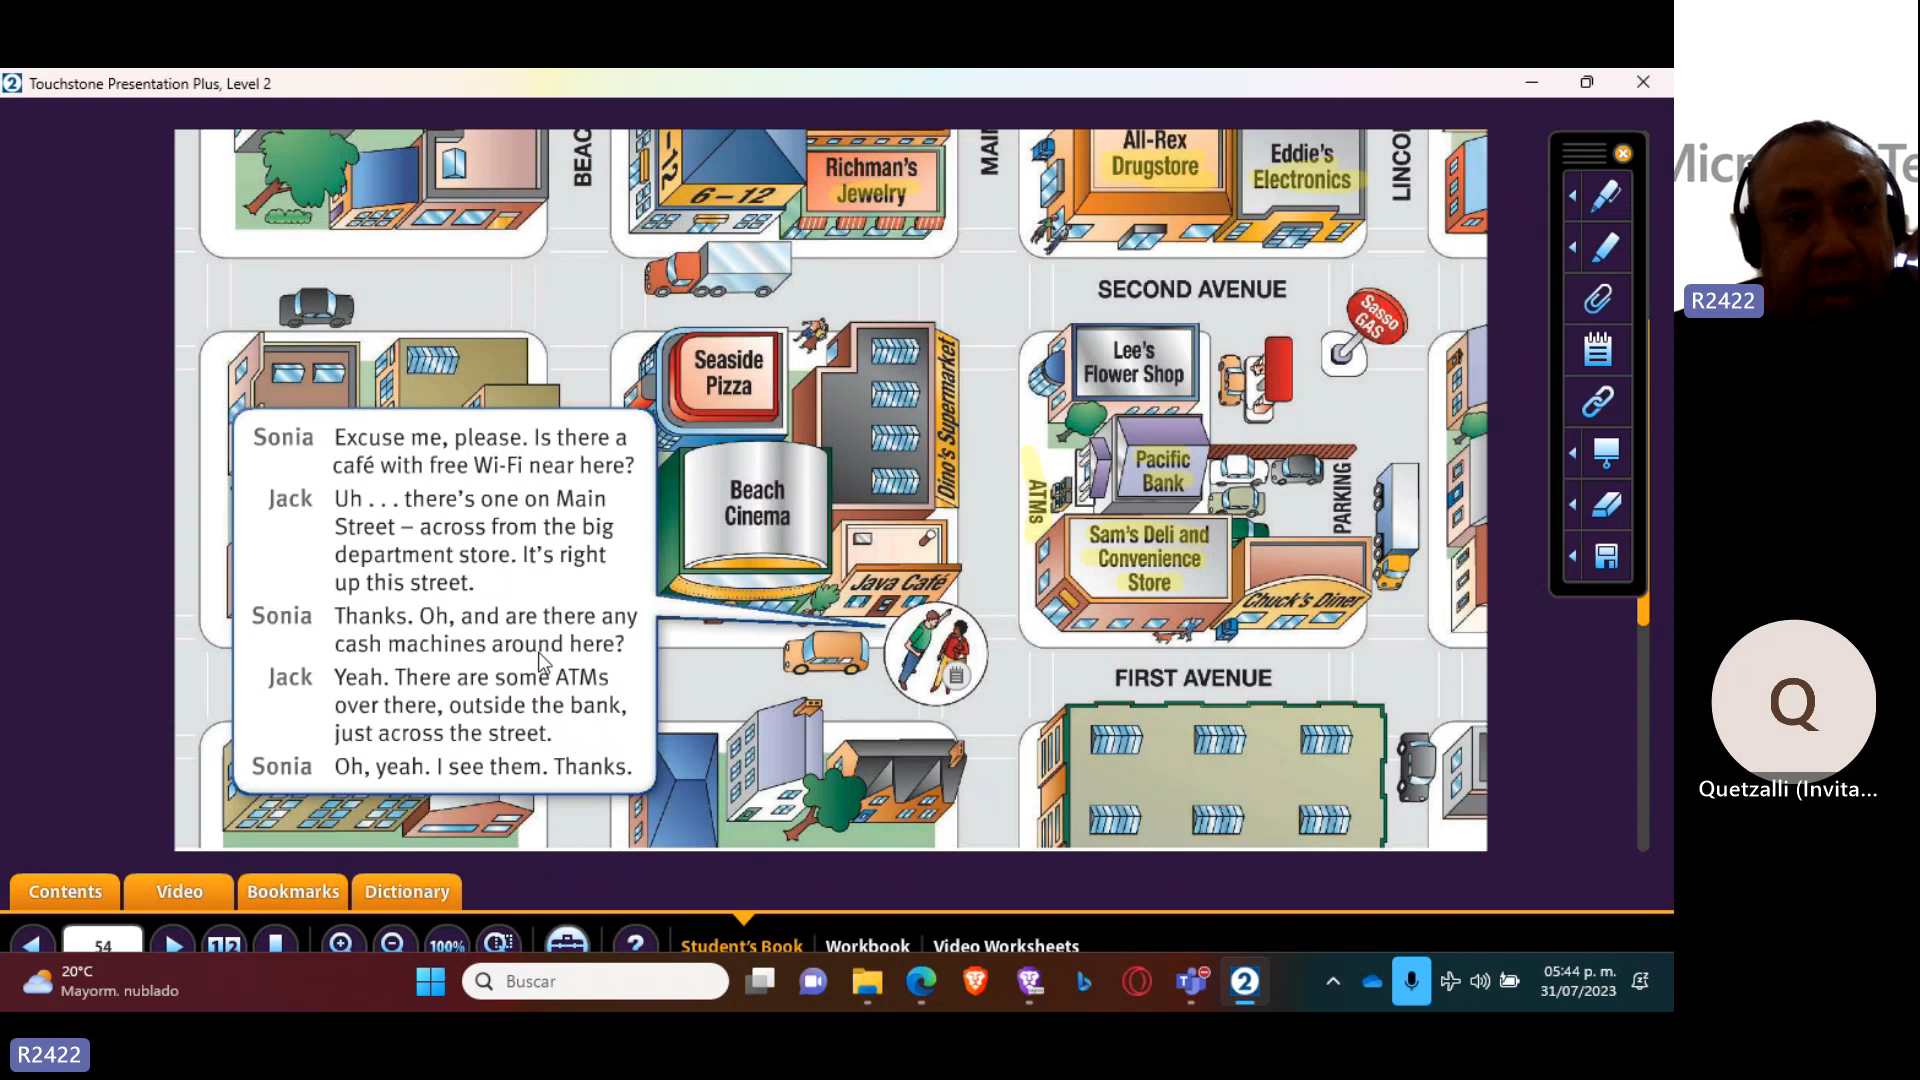 Touchstone Presentation Plus, Level 2
BEAC
6-12
Richman's
Jewelry
MAIN
All-Rex
Drugstore
Eddie's
Electronics
LINCO
SECOND AVENUE
Sasso
GAS
Seaside
Pizza
Dino's Supermarket
Lee's
Flower Shop
Beach
Cinema
ATMs
Pacific
Bank
PARKING
Sam's Deli and
Convenience
Store
Java Café
Chuck's Diner
FIRST AVENUE
Sonia Excuse me, please. Is there a
café with free Wi-Fi near here?
Jack Uh . . . there's one on Main
Street – across from the big
department store. It's right
up this street.
Sonia Thanks. Oh, and are there any
cash machines around here?
Jack Yeah. There are some ATMs
over there, outside the bank,
just across the street.
Sonia Oh, yeah. I see them. Thanks.
Contents Video Bookmarks Dictionary
54 100% ? Student's Book Workbook Video Worksheets
20°C
Mayorm. nublado
Buscar
05:44 p. m.
31/07/2023
R2422
R2422
Q
Quetzalli (Invita...